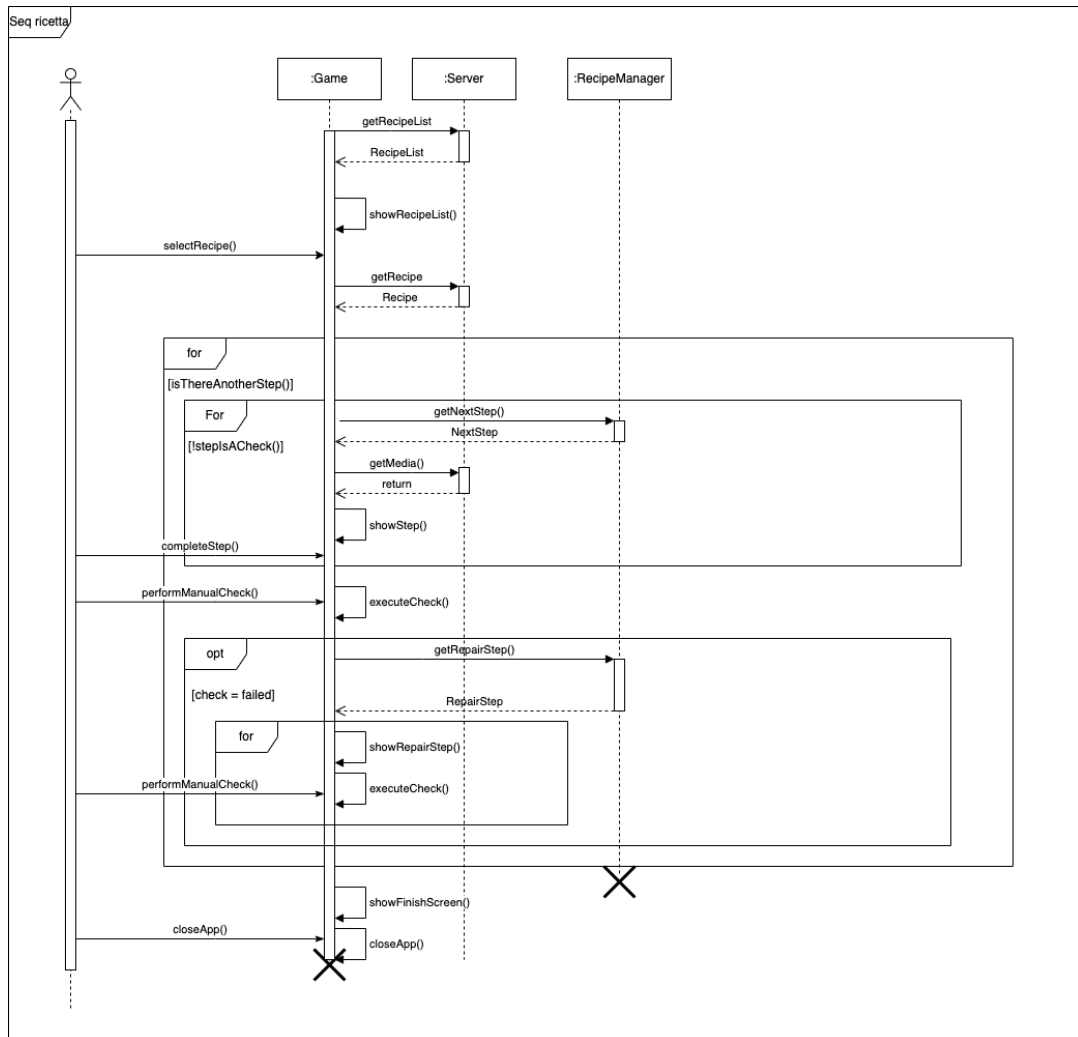 Seq ricetta
:Game
:Server
:RecipeManager
getRecipeList
RecipeList
showRecipeList()
selectRecipe()
getRecipe
Recipe
for
[isThereAnotherStep()]
For
[!stepIsACheck()]
getNextStep()
NextStep
getMedia()
return
showStep()
completeStep()
performManualCheck()
executeCheck()
opt
[check = failed]
getRepairStep()
RepairStep
for
showRepairStep()
performManualCheck()
executeCheck()
showFinishScreen()
closeApp()
closeApp()